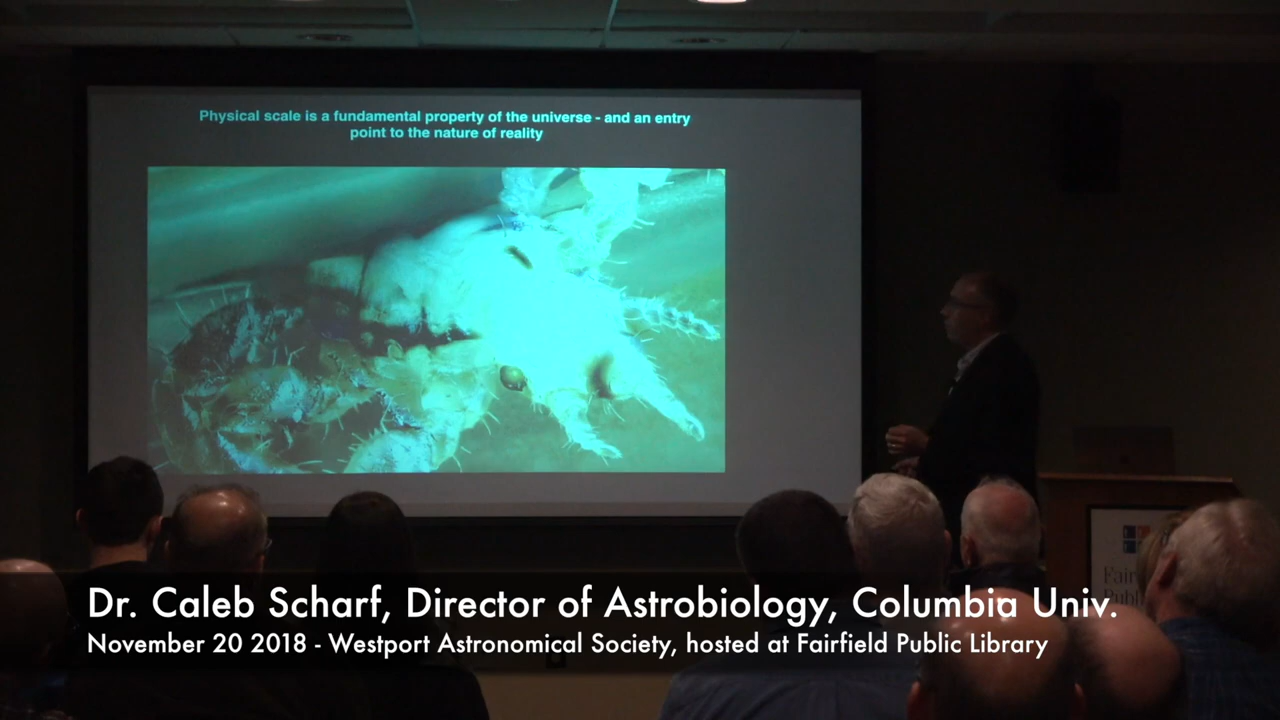 Physical scale is a fundamental property of the universe - and an entry
point to the nature of reality
Dr. Caleb Scharf, Director of Astrobiology, Columbia Univ.
November 20 2018 - Westport Astronomical Society, hosted at Fairfield Public Library